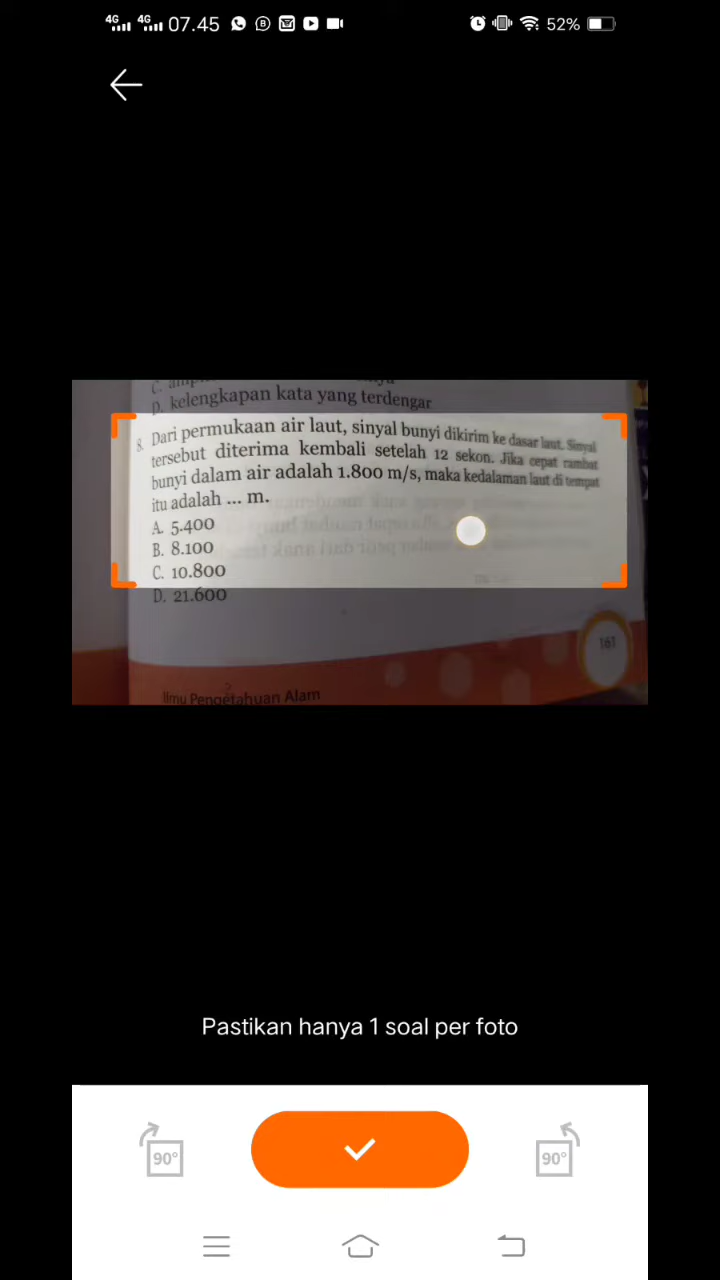 4G 4G 07.45 52%
D. kelengkapan kata yang terdengar
8. Dari permukaan air laut, sinyal bunyi dikirim ke dasar laut. Sinyal
tersebut diterima kembali setelah 12 sekon. Jika cepat rambat
bunyi dalam air adalah 1.800 m/s, maka kedalaman laut di tempat
itu adalah ... m.
A. 5.400
B. 8.100
C. 10.800
D. 21.600
161
Ilmu Pengetahuan Alam
Pastikan hanya 1 soal per foto
90°
90°